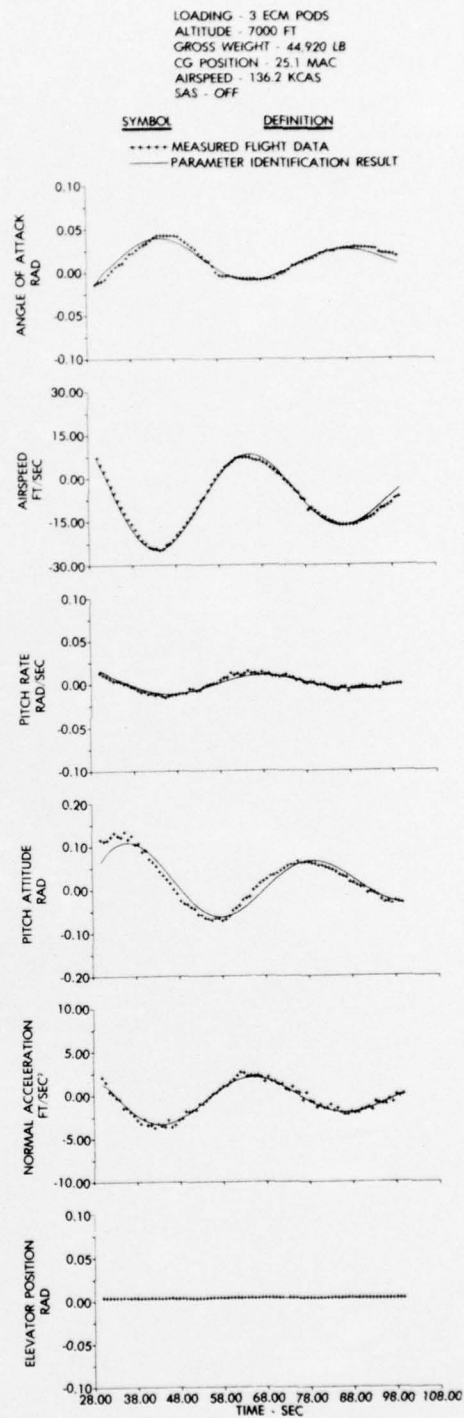 LOADING - 3 ECM PODS
ALTITUDE - 7000 FT
GROSS WEIGHT - 44,920 LB
CG POSITION - 25.1 MAC
AIRSPEED - 136.2 KCAS
SAS - OFF
SYMBOL DEFINITION
++++ MEASURED FLIGHT DATA
—— PARAMETER IDENTIFICATION RESULT
ANGLE OF ATTACK
RAD
0.10
0.05
0.00
-0.05
-0.10
AIRSPEED
FT/SEC
30.00
15.00
0.00
-15.00
-30.00
PITCH RATE
RAD/SEC
0.10
0.05
0.00
-0.05
-0.10
PITCH ATTITUDE
RAD
0.20
0.10
0.00
-0.10
-0.20
NORMAL ACCELERATION
FT/SEC²
10.00
5.00
0.00
-5.00
-10.00
ELEVATOR POSITION
RAD
0.10
0.05
0.00
-0.05
-0.10
28.00 38.00 48.00 58.00 68.00 78.00 88.00 98.00 108.00
TIME - SEC